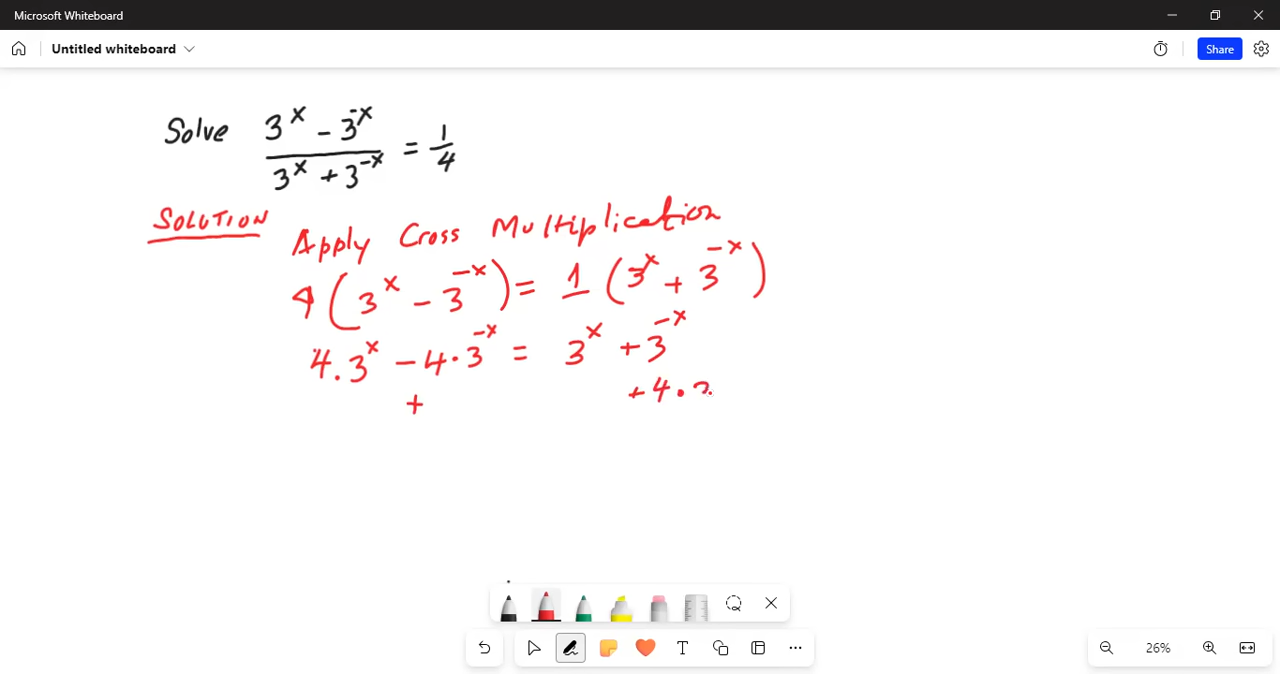 Microsoft Whiteboard
Untitled whiteboard
Share
Solve (3^x - 3^-x)/(3^x + 3^-x) = 1/4
SOLUTION
Apply Cross Multiplication
4(3^x - 3^-x) = 1(3^x + 3^-x)
4.3^x - 4.3^-x = 3^x + 3^-x
+ +4.
26%